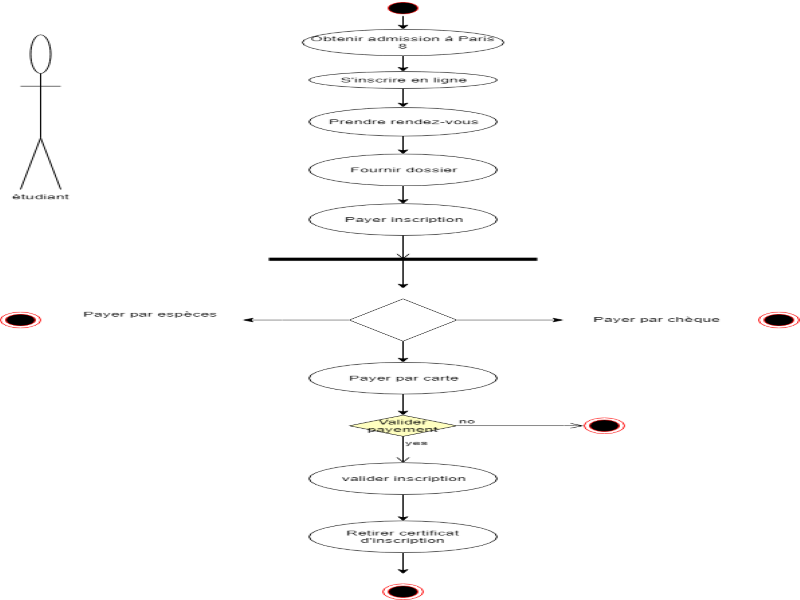 Obtenir admission à Paris
8
S'inscrire en ligne
Prendre rendez-vous
Fournir dossier
étudiant
Payer inscription
Payer par espèces
Payer par chèque
Payer par carte
Valider
payement
no
yes
valider inscription
Retirer certificat
d'inscription